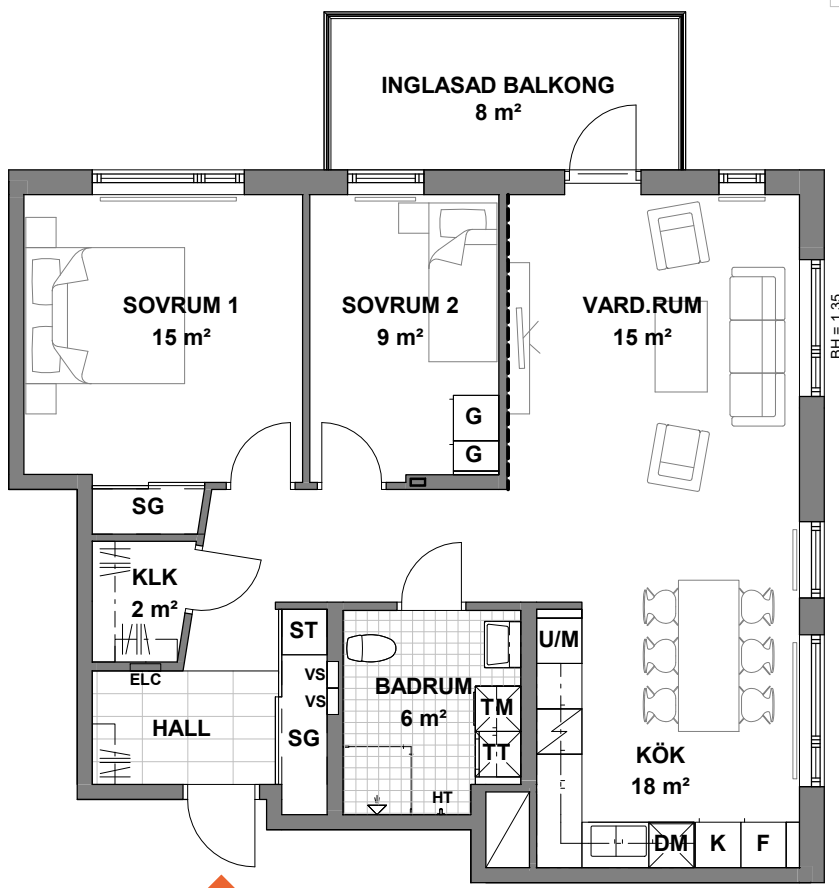 INGLASAD BALKONG
8 m²
SOVRUM 1
15 m²
SOVRUM 2
9 m²
VARD.RUM
15 m²
BH = 1,35
G
G
SG
KLK
2 m²
ELC
HALL
ST
VS
VS
SG
BADRUM
6 m²
TM
TT
HT
U/M
KÖK
18 m²
DM
K
F